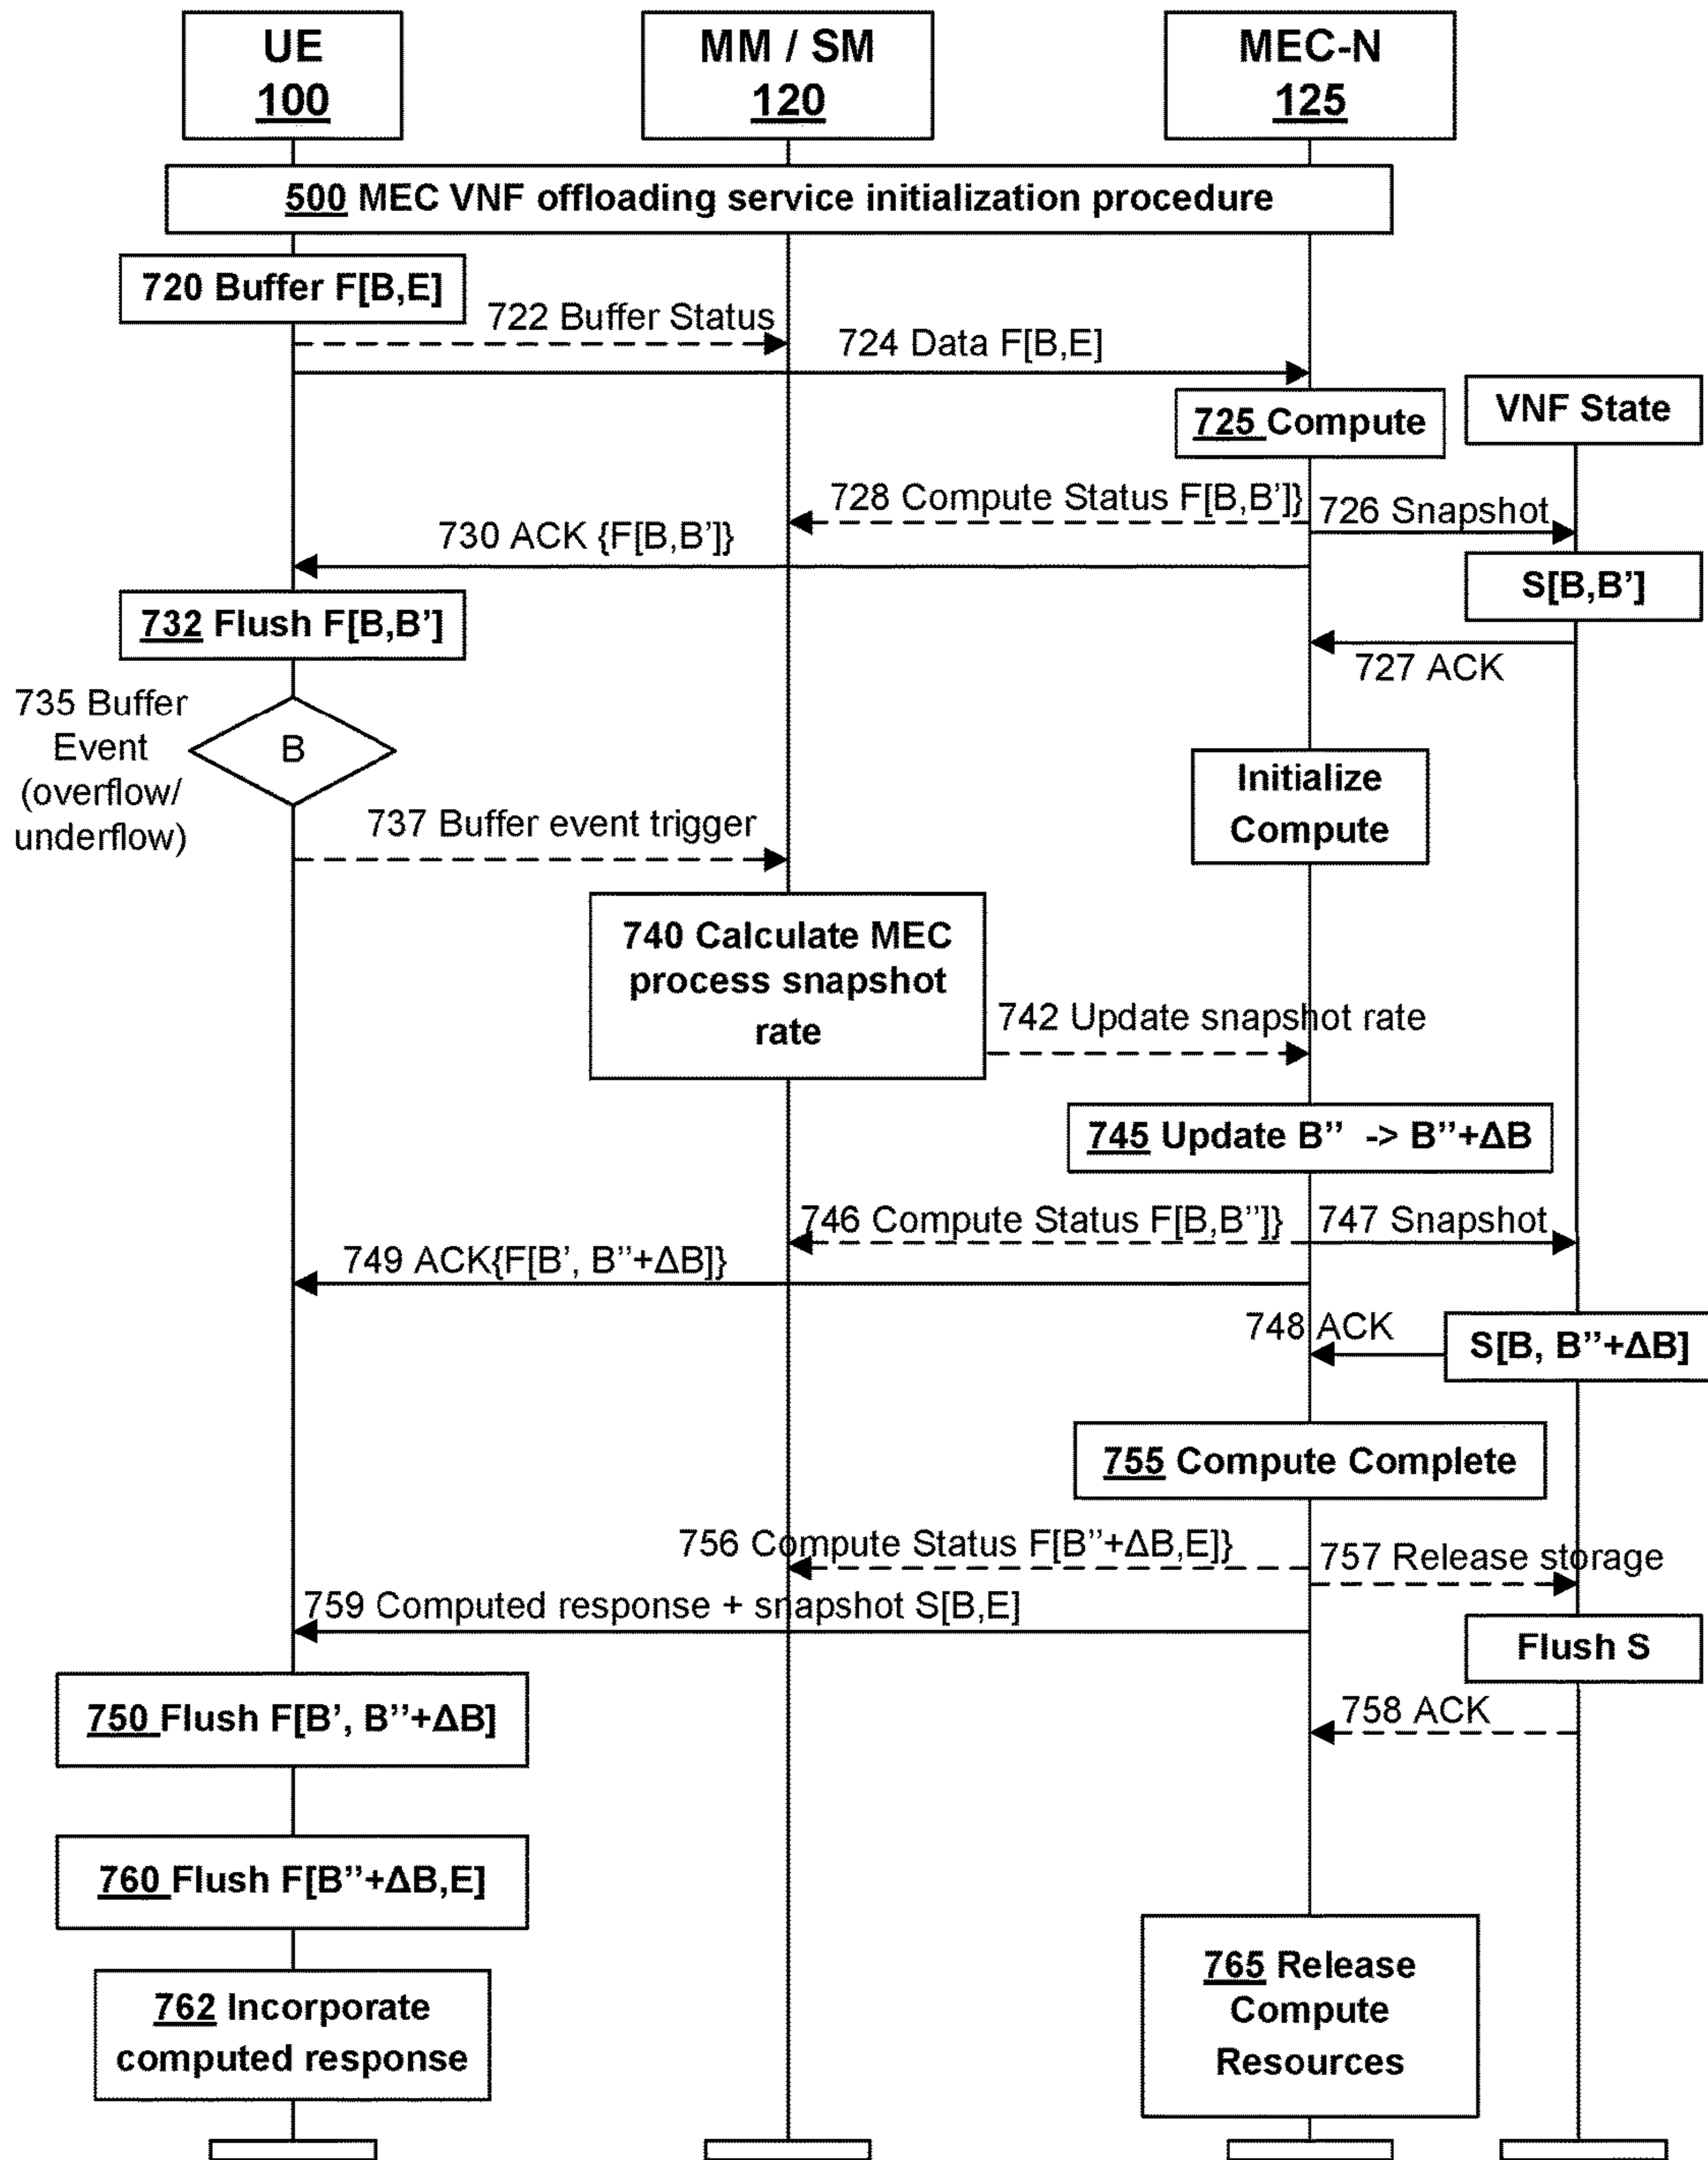 UE
100
MM / SM
120
MEC-N
125
500 MEC VNF offloading service initialization procedure
720 Buffer F[B,E]
722 Buffer Status
724 Data F[B,E]
725 Compute
VNF State
728 Compute Status F[B,B’]}
726 Snapshot
730 ACK {F[B,B’]}
S[B,B’]
732 Flush F[B,B’]
727 ACK
735 Buffer
Event
(overflow/
underflow)
B
Initialize
Compute
737 Buffer event trigger
740 Calculate MEC
process snapshot
rate
742 Update snapshot rate
745 Update B’’ -> B’’+ΔB
746 Compute Status F[B,B’’]}
747 Snapshot
749 ACK{F[B’, B’’+ΔB]}
748 ACK
S[B, B’’+ΔB]
755 Compute Complete
756 Compute Status F[B’’+ΔB,E]}
757 Release storage
759 Computed response + snapshot S[B,E]
Flush S
750 Flush F[B’, B’’+ΔB]
758 ACK
760 Flush F[B’’+ΔB,E]
762 Incorporate
computed response
765 Release
Compute
Resources